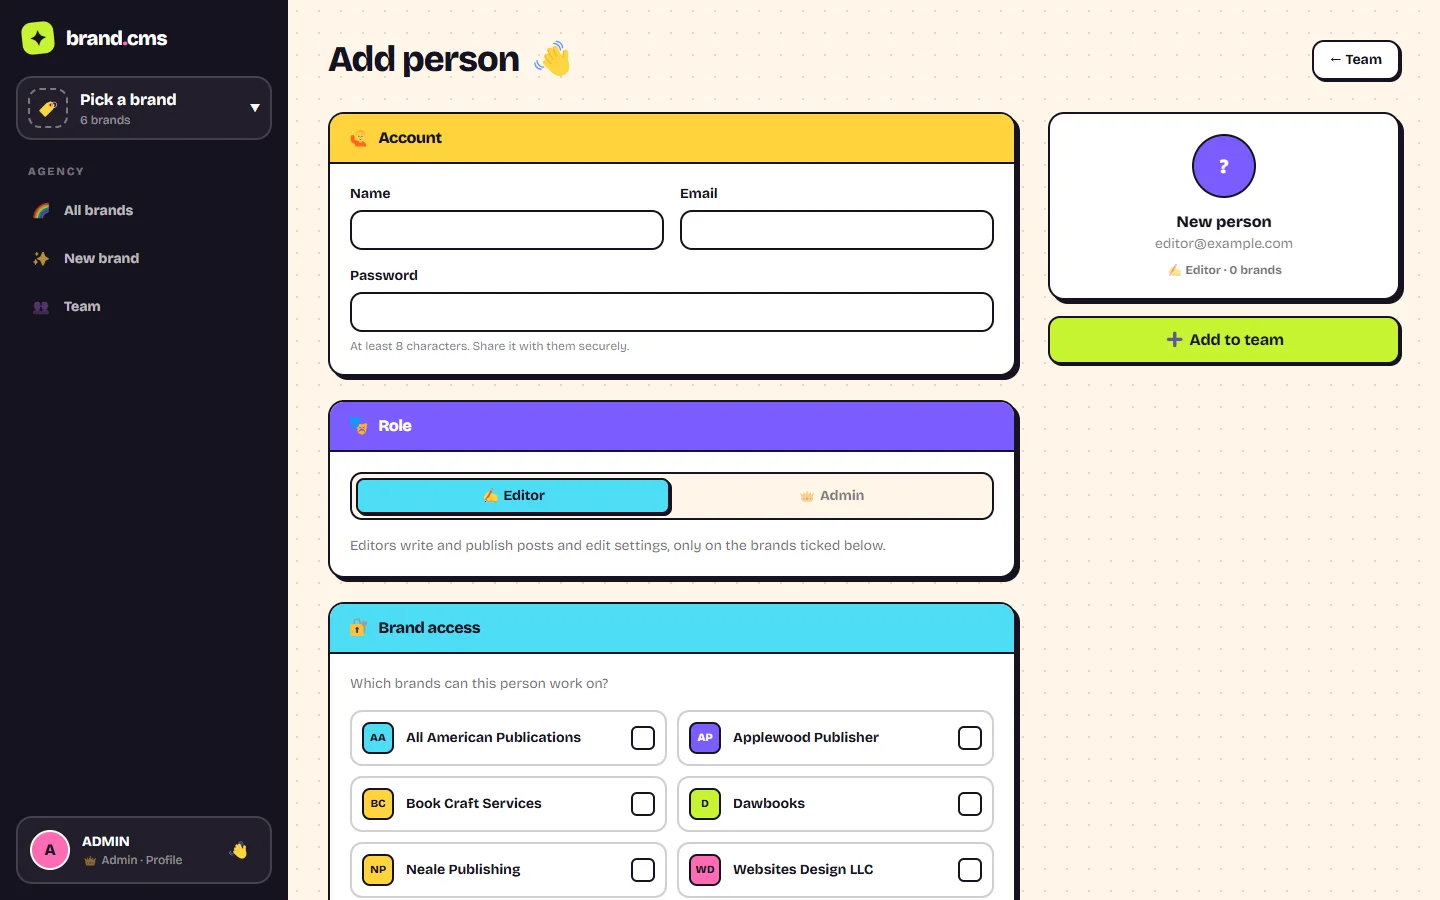 brand.cms
Pick a brand
6 brands
AGENCY
All brands
New brand
Team
A
ADMIN
Admin · Profile
Add person
← Team
Account
Name
Email
Password
At least 8 characters. Share it with them securely.
Role
Editor
Admin
Editors write and publish posts and edit settings, only on the brands ticked below.
Brand access
Which brands can this person work on?
AA All American Publications
AP Applewood Publisher
BC Book Craft Services
D Dawbooks
NP Neale Publishing
WD Websites Design LLC
?
New person
editor@example.com
Editor · 0 brands
Add to team